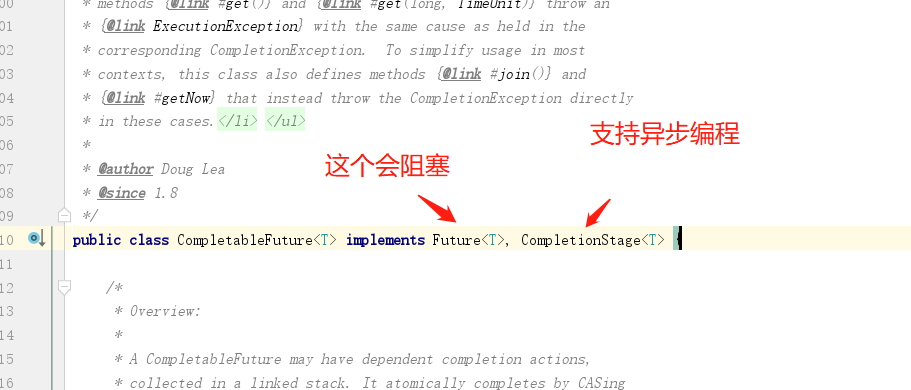 00 * methods {@link #get()} and {@link #get(long, TimeUnit)} throw an
01 * {@link ExecutionException} with the same cause as held in the
02 * corresponding CompletionException. To simplify usage in most
03 * contexts, this class also defines methods {@link #join()} and
04 * {@link #getNow} that instead throw the CompletionException directly
05 * in these cases.</li> </ul>
06 *
支持异步编程
07 * @author Doug Lea
这个会阻塞
08 * @since 1.8
09 */
10 public class CompletableFuture<T> implements Future<T>, CompletionStage<T> {
11
12 /*
13 * Overview:
14 *
15 * A CompletableFuture may have dependent completion actions,
16 * collected in a linked stack. It atomically completes by CASing